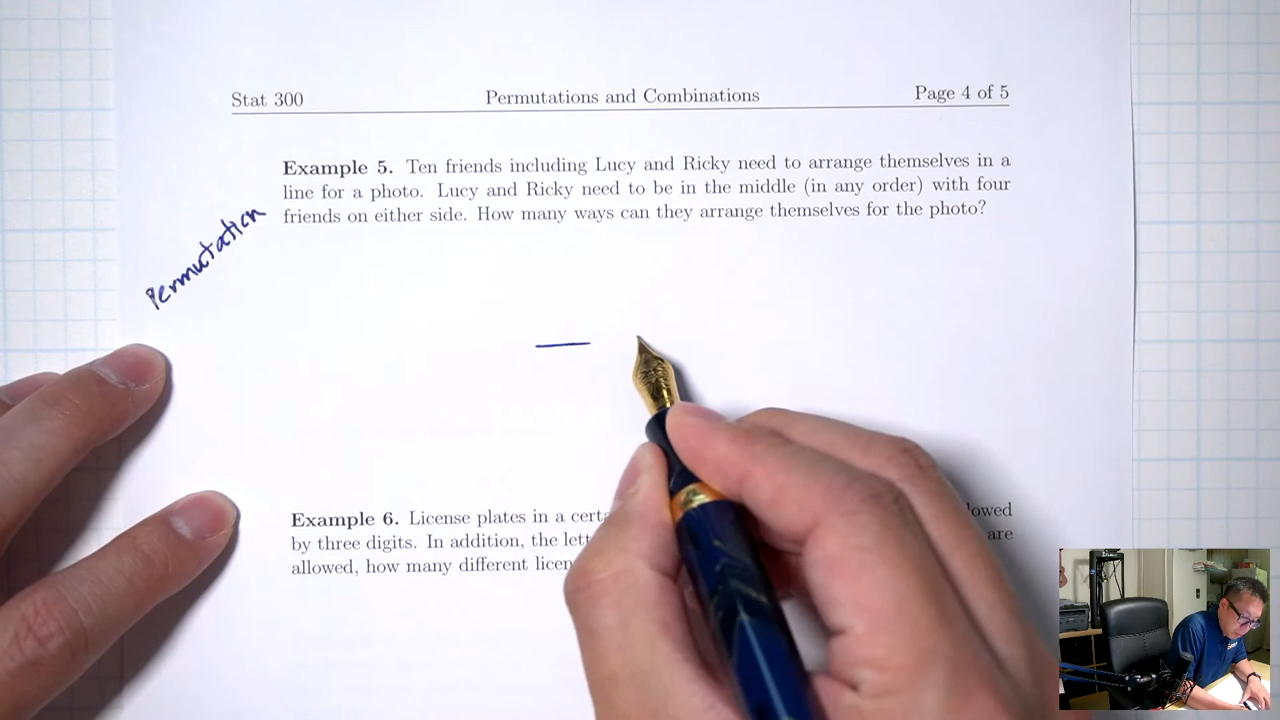 Stat 300 Permutations and Combinations Page 4 of 5
Example 5. Ten friends including Lucy and Ricky need to arrange themselves in a
line for a photo. Lucy and Ricky need to be in the middle (in any order) with four
friends on either side. How many ways can they arrange themselves for the photo?
Permutation
Example 6. License plates in a certa lowed
by three digits. In addition, the lett are
allowed, how many different licen